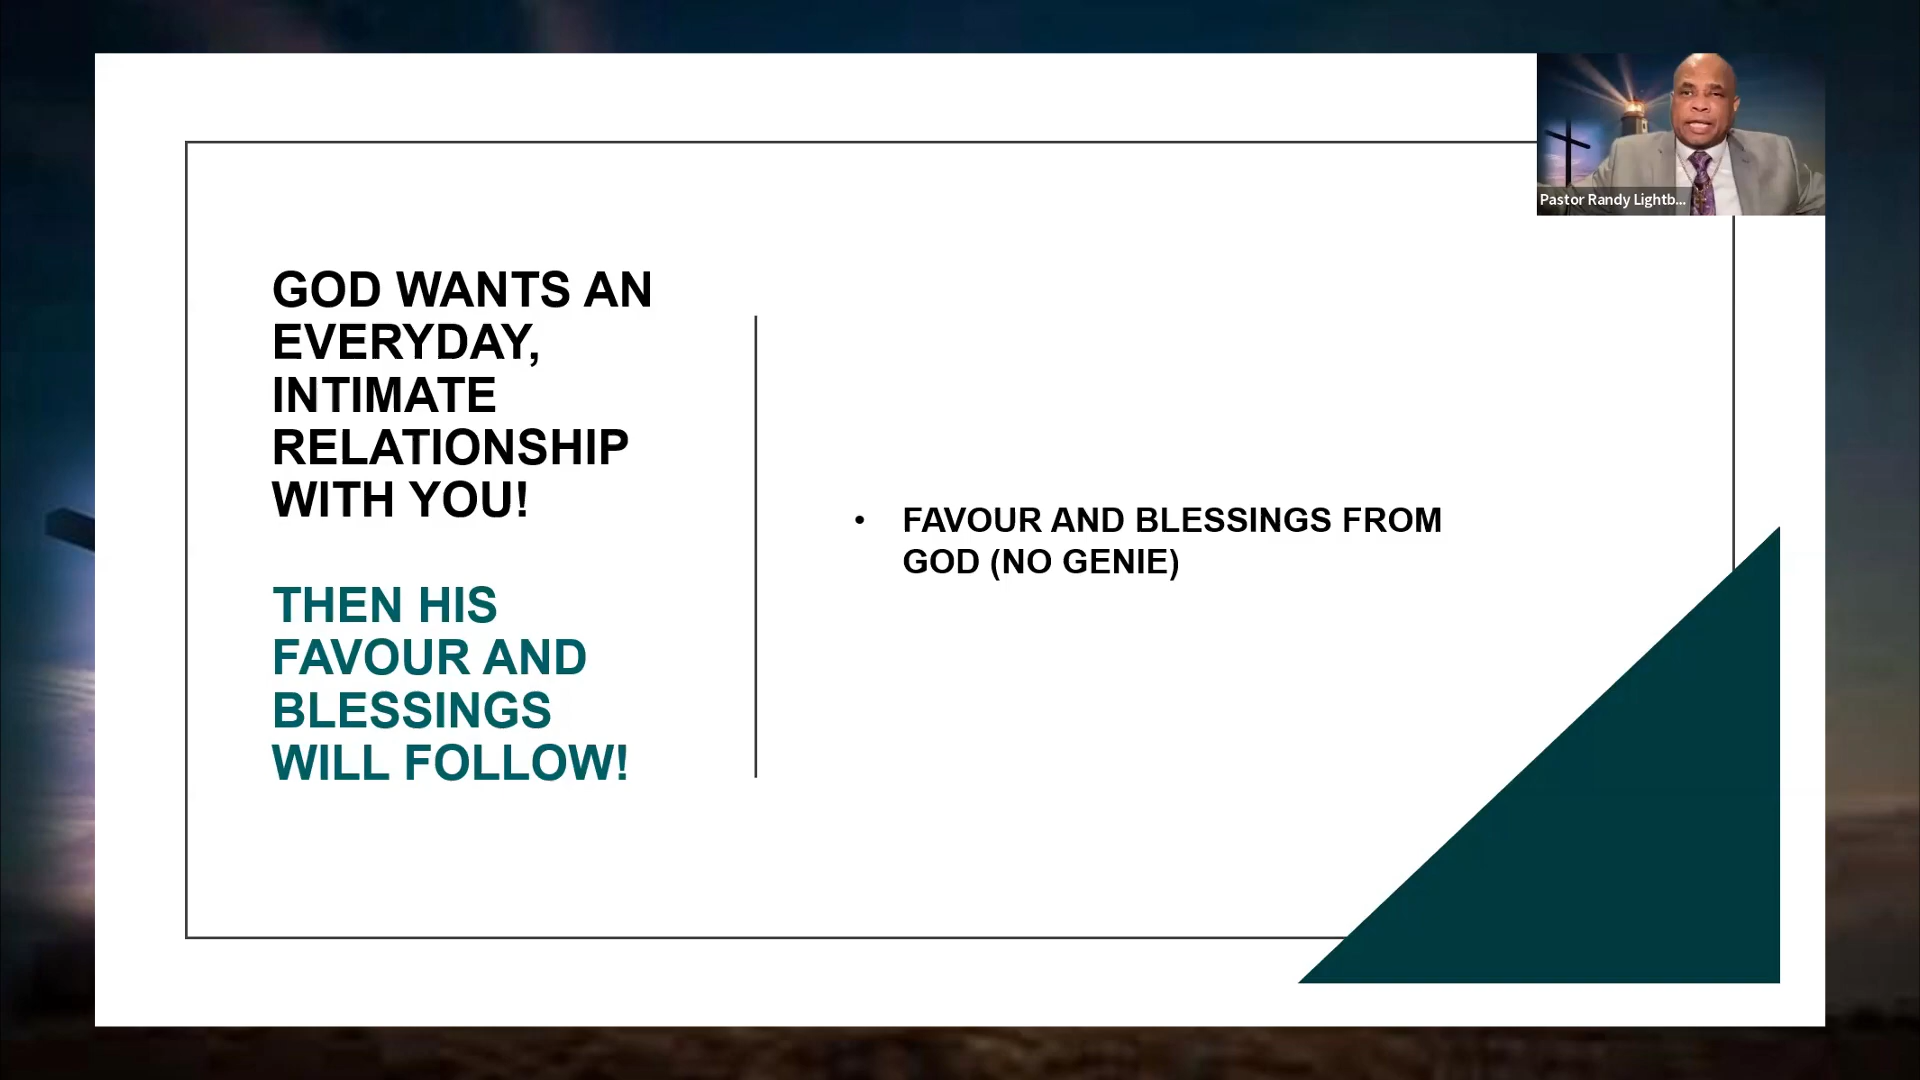 GOD WANTS AN
EVERYDAY,
INTIMATE
RELATIONSHIP
WITH YOU!
THEN HIS
FAVOUR AND
BLESSINGS
WILL FOLLOW!
• FAVOUR AND BLESSINGS FROM
GOD (NO GENIE)
Pastor Randy Lightb...